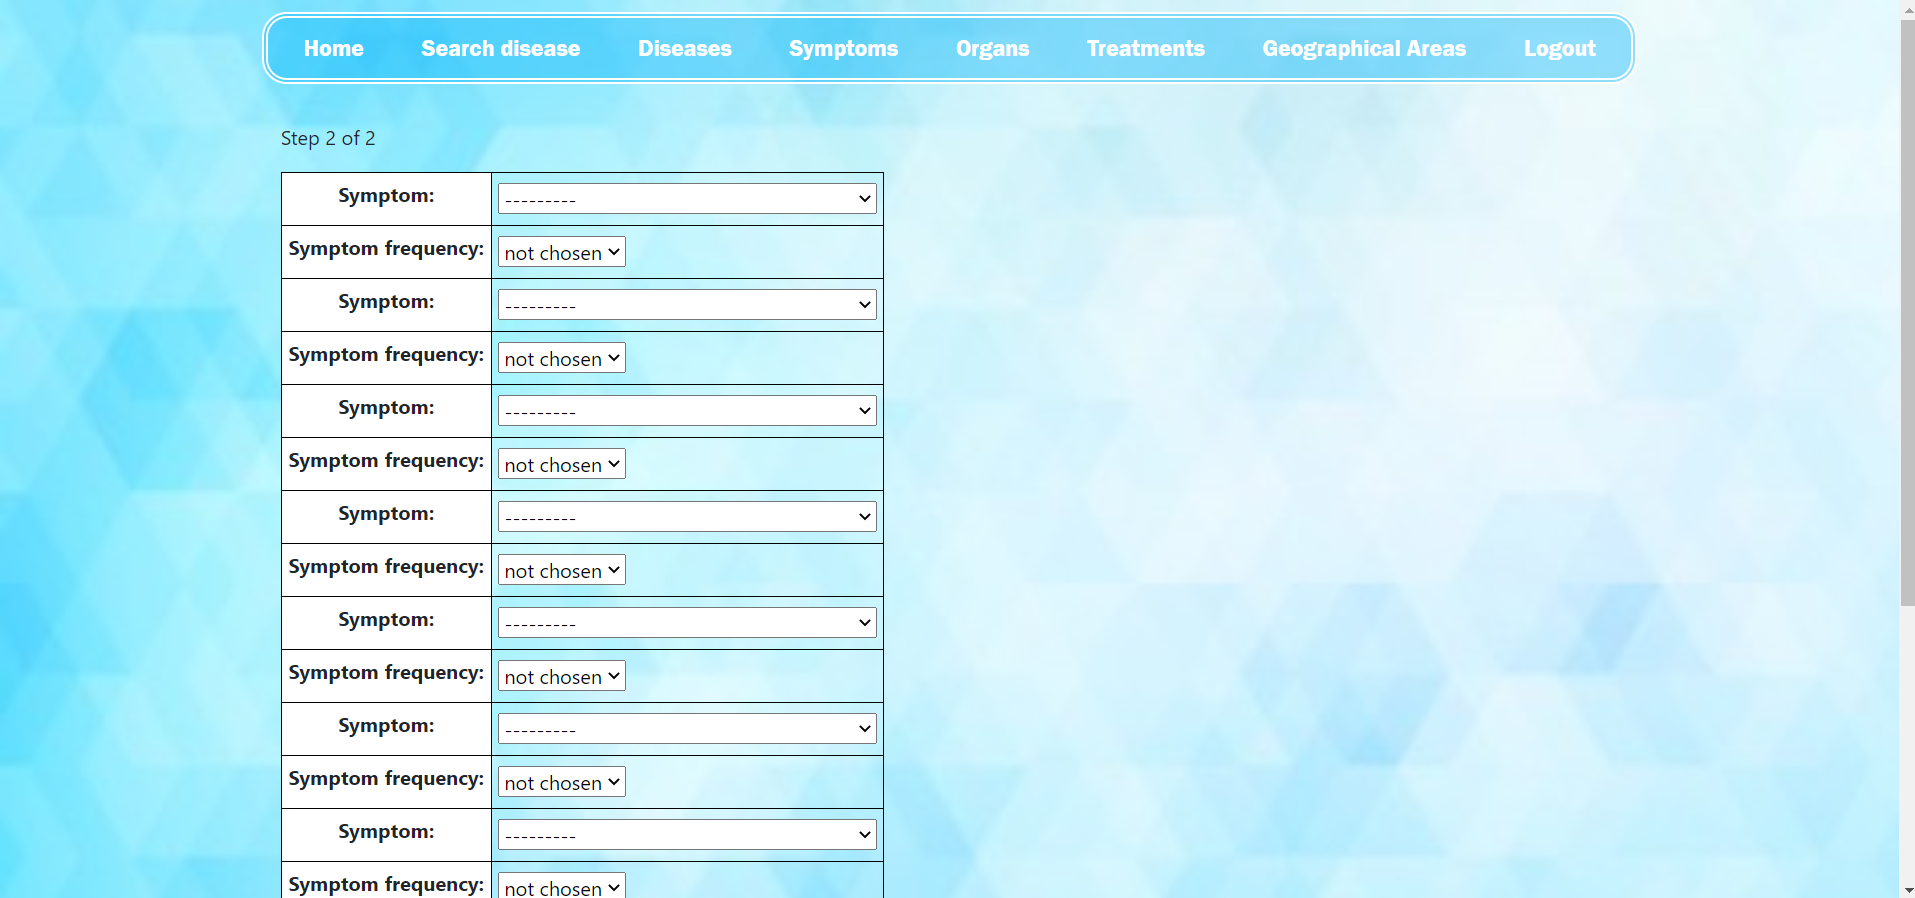 Home Search disease Diseases Symptoms Organs Treatments Geographical Areas Logout
Step 2 of 2
Symptom: ---------
Symptom frequency: not chosen
Symptom: ---------
Symptom frequency: not chosen
Symptom: ---------
Symptom frequency: not chosen
Symptom: ---------
Symptom frequency: not chosen
Symptom: ---------
Symptom frequency: not chosen
Symptom: ---------
Symptom frequency: not chosen
Symptom: ---------
Symptom frequency: not chosen